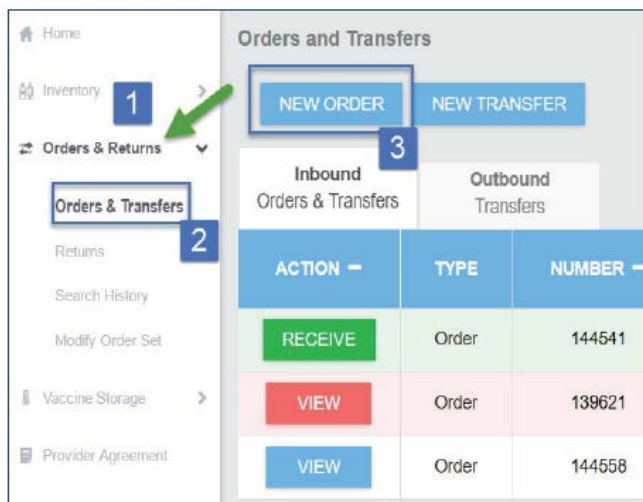 Home
Inventory
1
Orders & Returns
Orders & Transfers
2
Returns
Search History
Modify Order Set
Vaccine Storage
Provider Agreement
Orders and Transfers
NEW ORDER NEW TRANSFER
3
Inbound
Orders & Transfers
Outbound
Transfers
ACTION TYPE NUMBER
RECEIVE Order 144541
VIEW Order 139621
VIEW Order 144558